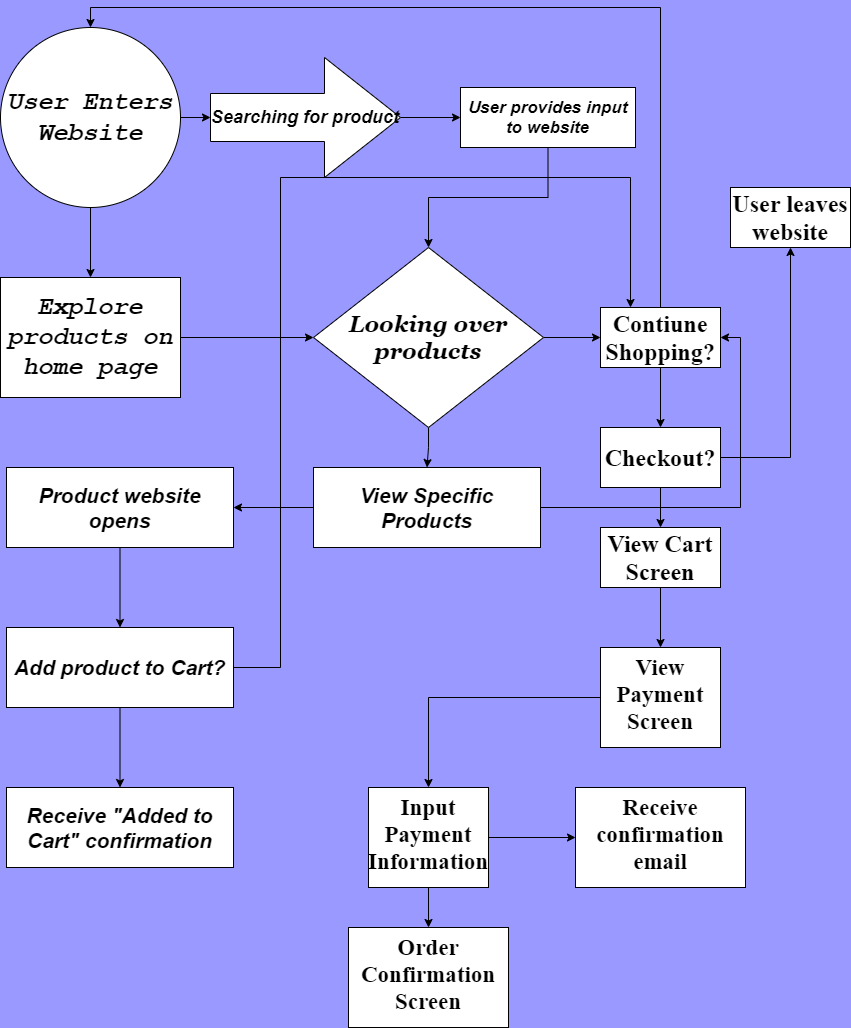 User Enters
Website
Searching for product
User provides input
to website
User leaves
website
Explore
products on
home page
Looking over
products
Contiune
Shopping?
Checkout?
Product website
opens
View Specific
Products
View Cart
Screen
Add product to Cart?
View
Payment
Screen
Receive "Added to
Cart" confirmation
Input
Payment
Information
Receive
confirmation
email
Order
Confirmation
Screen